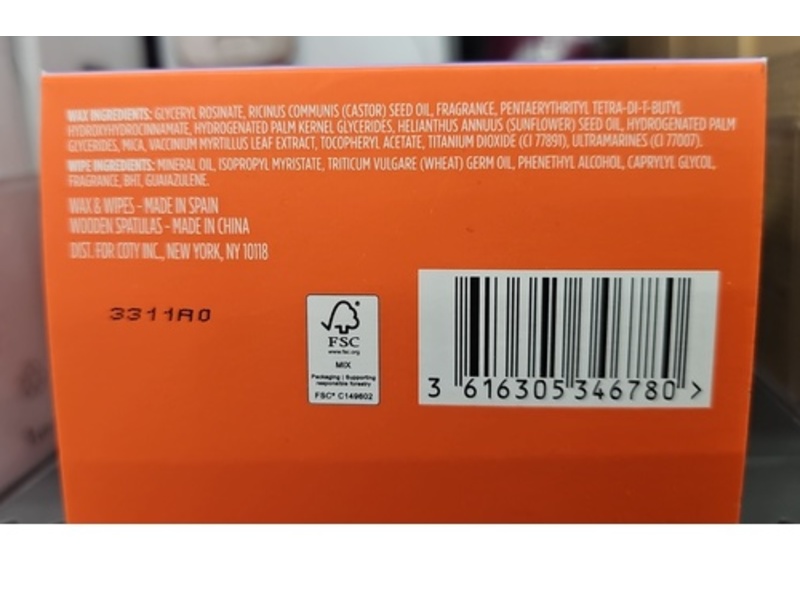 WAX INGREDIENTS: GLYCERYL ROSINATE, RICINUS COMMUNIS (CASTOR) SEED OIL, FRAGRANCE, PENTAERYTHRITYL TETRA-DI-T-BUTYL
HYDROXYHYDROCINNAMATE, HYDROGENATED PALM KERNEL GLYCERIDES, HELIANTHUS ANNUUS (SUNFLOWER) SEED OIL, HYDROGENATED PALM
GLYCERIDES, MICA, VACCINIUM MYRTILLUS LEAF EXTRACT, TOCOPHERYL ACETATE, TITANIUM DIOXIDE (CI 77891), ULTRAMARINES (CI 77007).
WIPE INGREDIENTS: MINERAL OIL, ISOPROPYL MYRISTATE, TRITICUM VULGARE (WHEAT) GERM OIL, PHENETHYL ALCOHOL, CAPRYLYL GLYCOL,
FRAGRANCE, BHT, GUAIAZULENE.
WAX & WIPES - MADE IN SPAIN
WOODEN SPATULAS - MADE IN CHINA
DIST. FOR COTY INC., NEW YORK, NY 10118
3311A0
FSC
www.fsc.org
MIX
Packaging | Supporting
responsible forestry
FSC® C149602
3 616305 346780 >